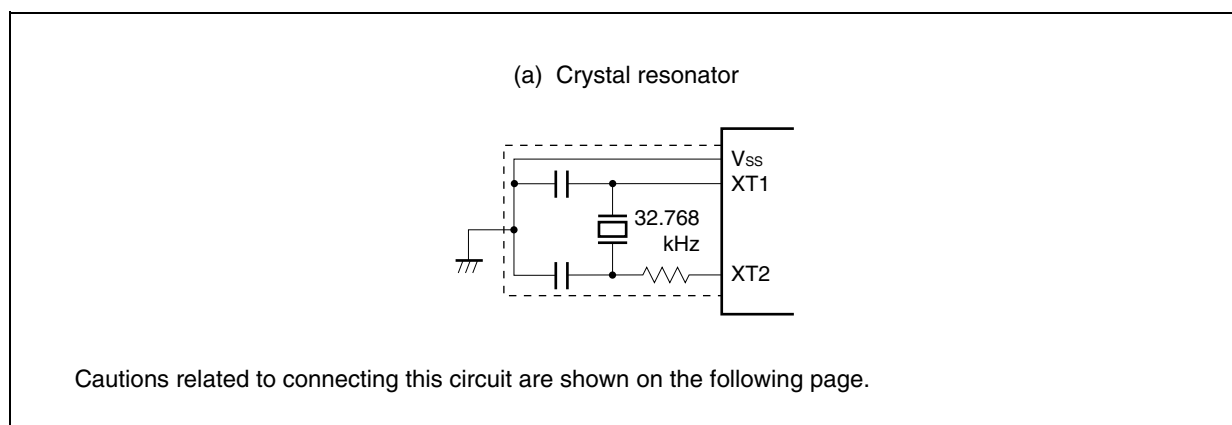 (a) Crystal resonator
VSS
XT1
32.768
kHz
XT2
Cautions related to connecting this circuit are shown on the following page.